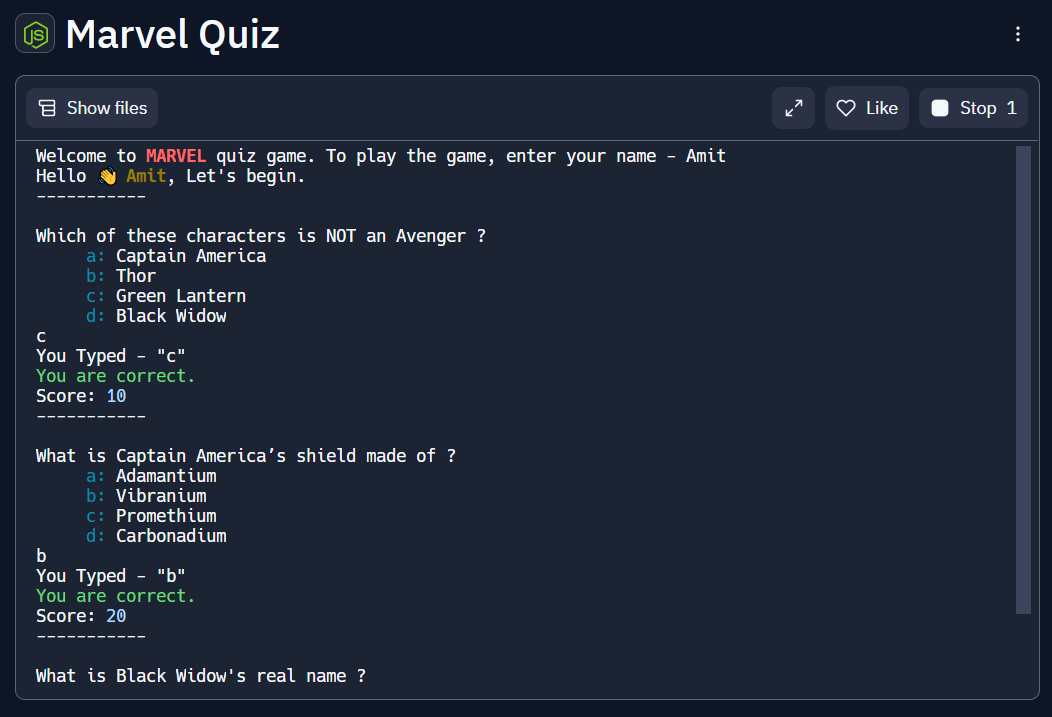 JS
Marvel Quiz
Show files
Like
Stop 1
Welcome to MARVEL quiz game. To play the game, enter your name - Amit
Hello 👋 Amit, Let's begin.
-----------
Which of these characters is NOT an Avenger ?
a: Captain America
b: Thor
c: Green Lantern
d: Black Widow
c
You Typed - "c"
You are correct.
Score: 10
-----------
What is Captain America’s shield made of ?
a: Adamantium
b: Vibranium
c: Promethium
d: Carbonadium
b
You Typed - "b"
You are correct.
Score: 20
-----------
What is Black Widow's real name ?